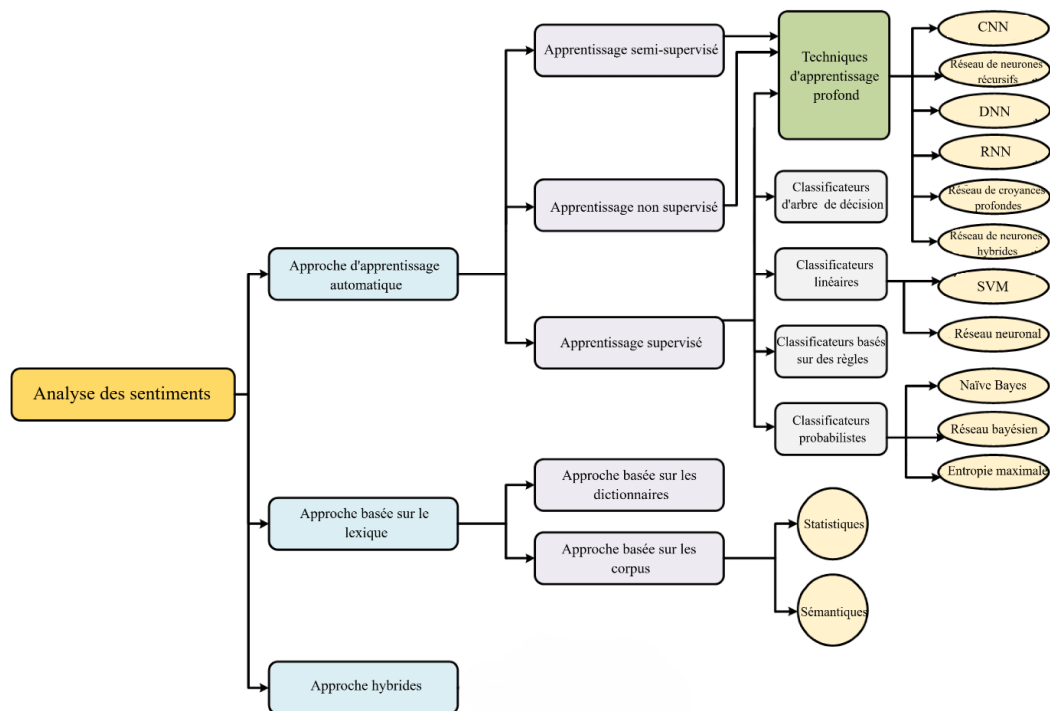 Analyse des sentiments
Approche d'apprentissage
automatique
Approche basée sur le
lexique
Approche hybrides
Apprentissage semi-supervisé
Apprentissage non supervisé
Apprentissage supervisé
Approche basée sur les
dictionnaires
Approche basée sur les
corpus
Techniques
d'apprentissage
profond
Classificateurs
d'arbre de décision
Classificateurs
linéaires
Classificateurs basés
sur des règles
Classificateurs
probabilistes
Statistiques
Sémantiques
CNN
Réseau de neurones
récursifs
DNN
RNN
Réseau de croyances
profondes
Réseau de neurones
hybrides
SVM
Réseau neuronal
Naïve Bayes
Réseau bayésien
Entropie maximale